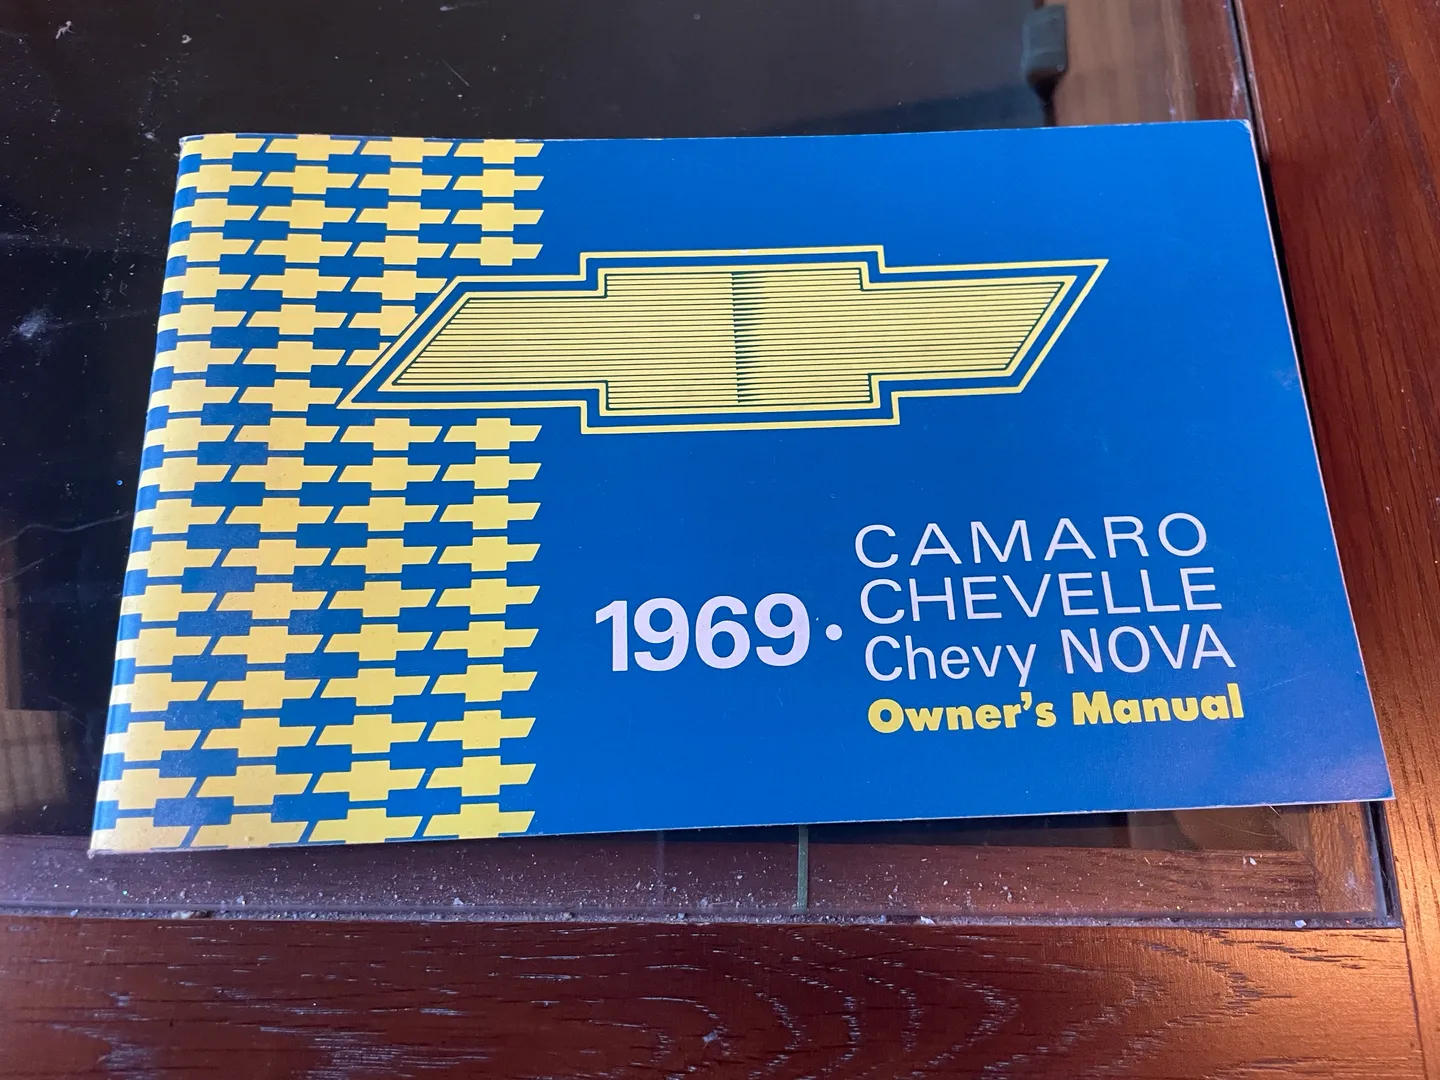 CAMARO
CHEVELLE
1969 • Chevy NOVA
Owner's Manual